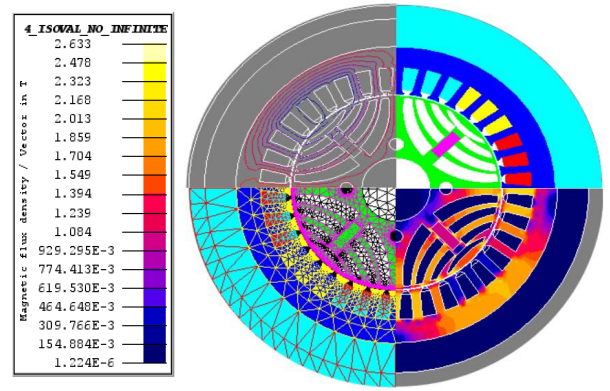 4_ISOVAL_NO_INFINITE
Magnetic flux density / Vector in T
2.633
2.478
2.323
2.168
2.013
1.859
1.704
1.549
1.394
1.239
1.084
929.295E-3
774.413E-3
619.530E-3
464.648E-3
309.766E-3
154.884E-3
1.224E-6